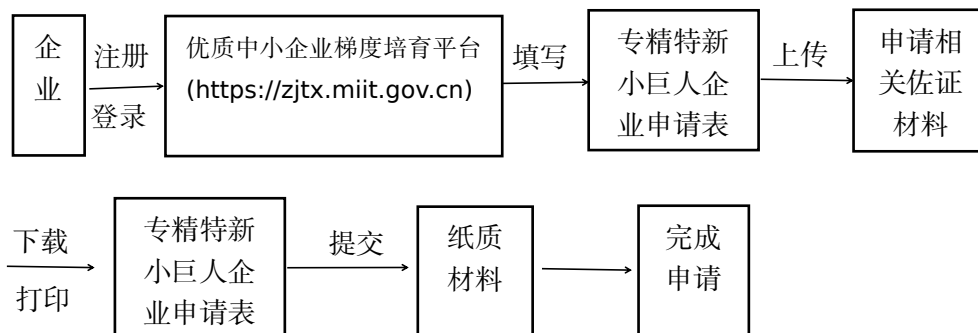 企
业
注册
登录
优质中小企业梯度培育平台
(https://zjtx.miit.gov.cn)
填写
专精特新
小巨人企
业申请表
上传
申请相
关佐证
材料
下载
打印
专精特新
小巨人企
业申请表
提交
纸质
材料
完成
申请